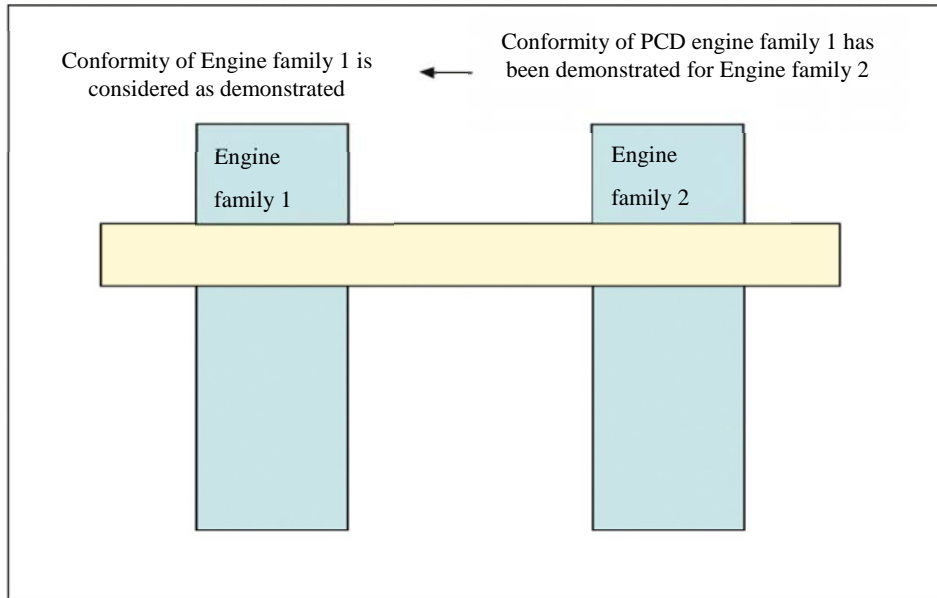 Conformity of Engine family 1 is
considered as demonstrated
Conformity of PCD engine family 1 has
been demonstrated for Engine family 2
Engine
family 1
Engine
family 2